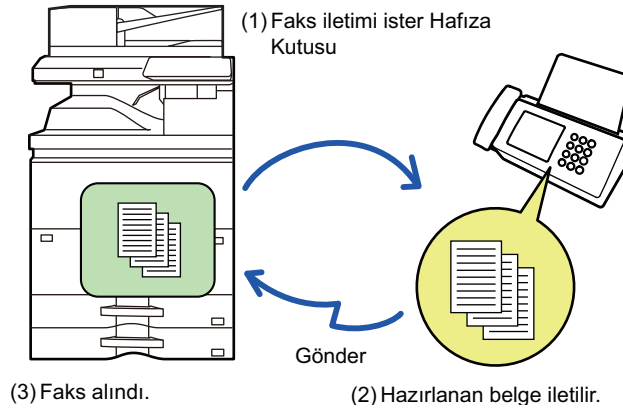 (1) Faks iletimi ister Hafıza
Kutusu
Gönder
(3) Faks alındı.
(2) Hazırlanan belge iletilir.